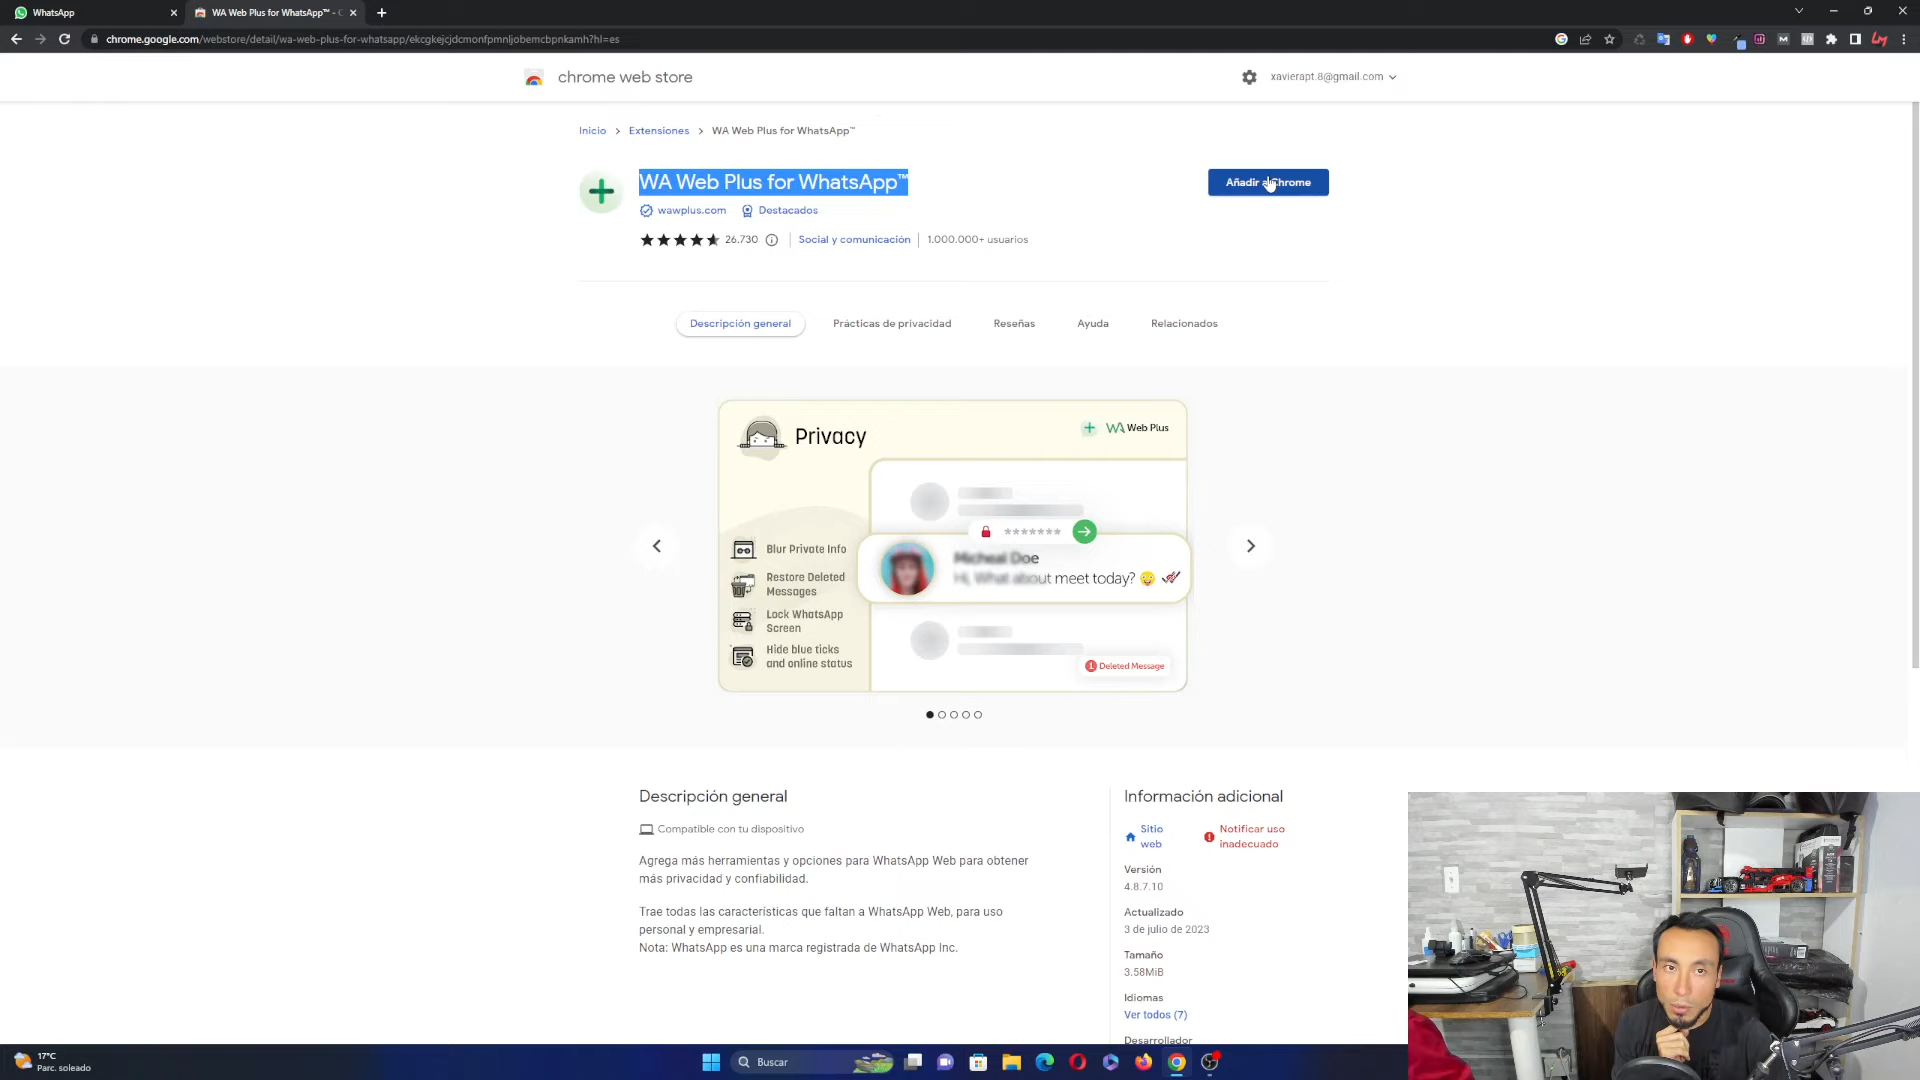 WhatsApp
WA Web Plus for WhatsApp™ - C
chrome.google.com/webstore/detail/wa-web-plus-for-whatsapp/ekcgkejcjdcmonfpmnljobemcbpnkamh?hl=es
chrome web store
xavierapt.8@gmail.com
Inicio > Extensiones > WA Web Plus for WhatsApp™
WA Web Plus for WhatsApp™
Añadir a Chrome
wawplus.com
Destacados
26.730
Social y comunicación
1.000.000+ usuarios
Descripción general
Prácticas de privacidad
Reseñas
Ayuda
Relacionados
Privacy
WA Web Plus
Blur Private Info
Restore Deleted
Messages
Lock WhatsApp
Screen
Hide blue ticks
and online status
*******
Micheal Doe
Hi, What about meet today?
1 Deleted Message
Descripción general
Compatible con tu dispositivo
Agrega más herramientas y opciones para WhatsApp Web para obtener
más privacidad y confiabilidad.
Trae todas las características que faltan a WhatsApp Web, para uso
personal y empresarial.
Nota: WhatsApp es una marca registrada de WhatsApp Inc.
Información adicional
Sitio
web
Notificar uso
inadecuado
Versión
4.8.7.10
Actualizado
3 de julio de 2023
Tamaño
3.58MiB
Idiomas
Ver todos (7)
Desarrollador
17°C
Parc. soleado
Buscar